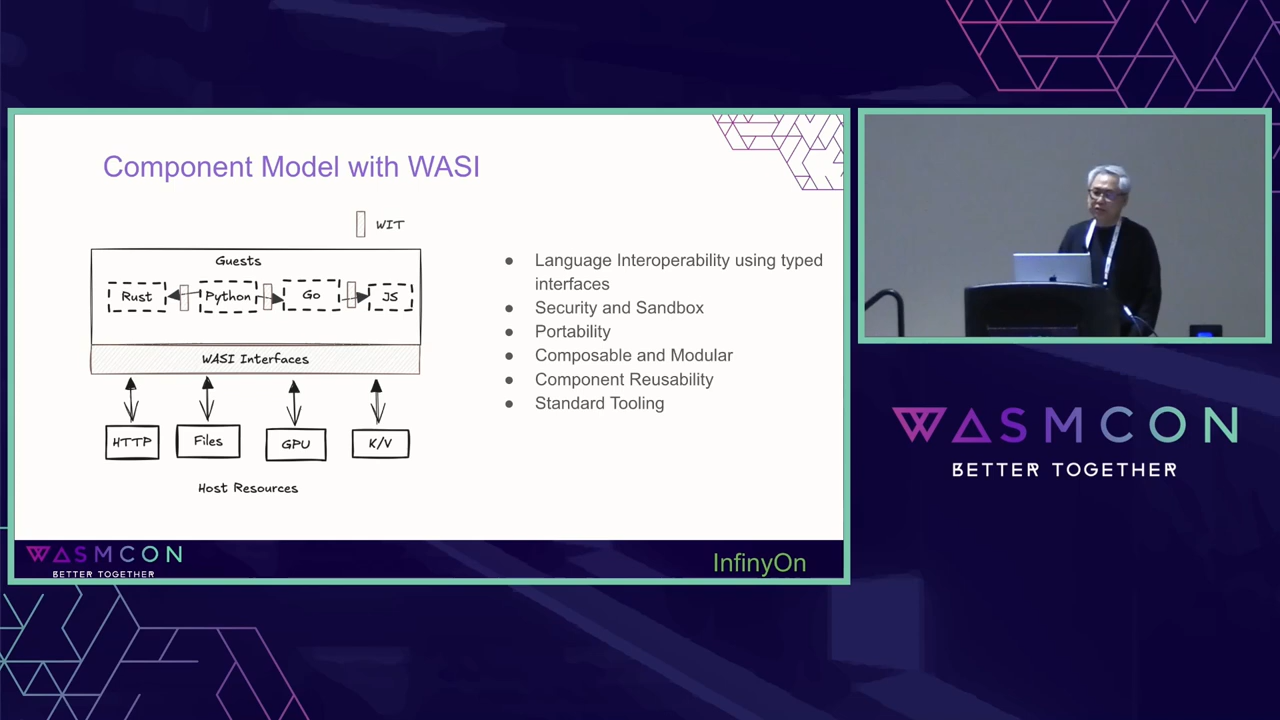 Component Model with WASI
WIT
Guests
Rust Python Go JS
WASI Interfaces
HTTP Files GPU K/V
Host Resources
● Language Interoperability using typed
interfaces
● Security and Sandbox
● Portability
● Composable and Modular
● Component Reusability
● Standard Tooling
WASMCON
BETTER TOGETHER
InfinyOn
WASMCON
BETTER TOGETHER